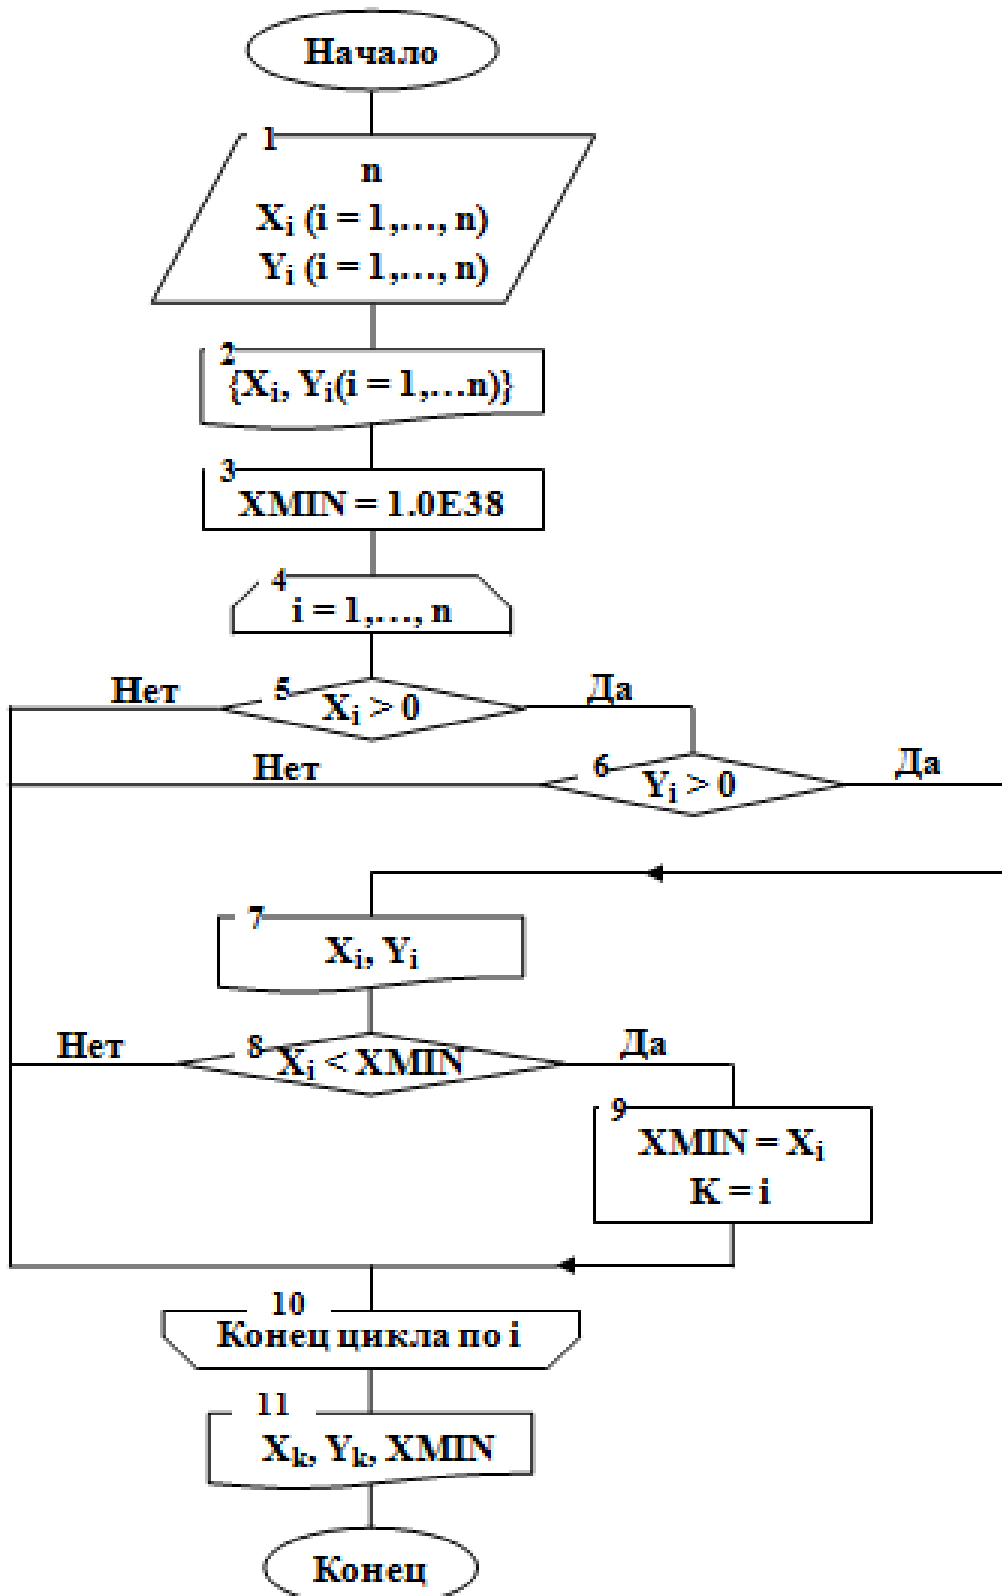 Начало
1
n
Xi (i = 1,…, n)
Yi (i = 1,…, n)
2
{Xi, Yi(i = 1,…n)}
3
XMIN = 1.0E38
4
i = 1,…, n
Нет
5
Xi > 0
Да
Нет
6
Yi > 0
Да
7
Xi, Yi
Нет
8
Xi < XMIN
Да
9
XMIN = Xi
K = i
10
Конец цикла по i
11
Xk, Yk, XMIN
Конец